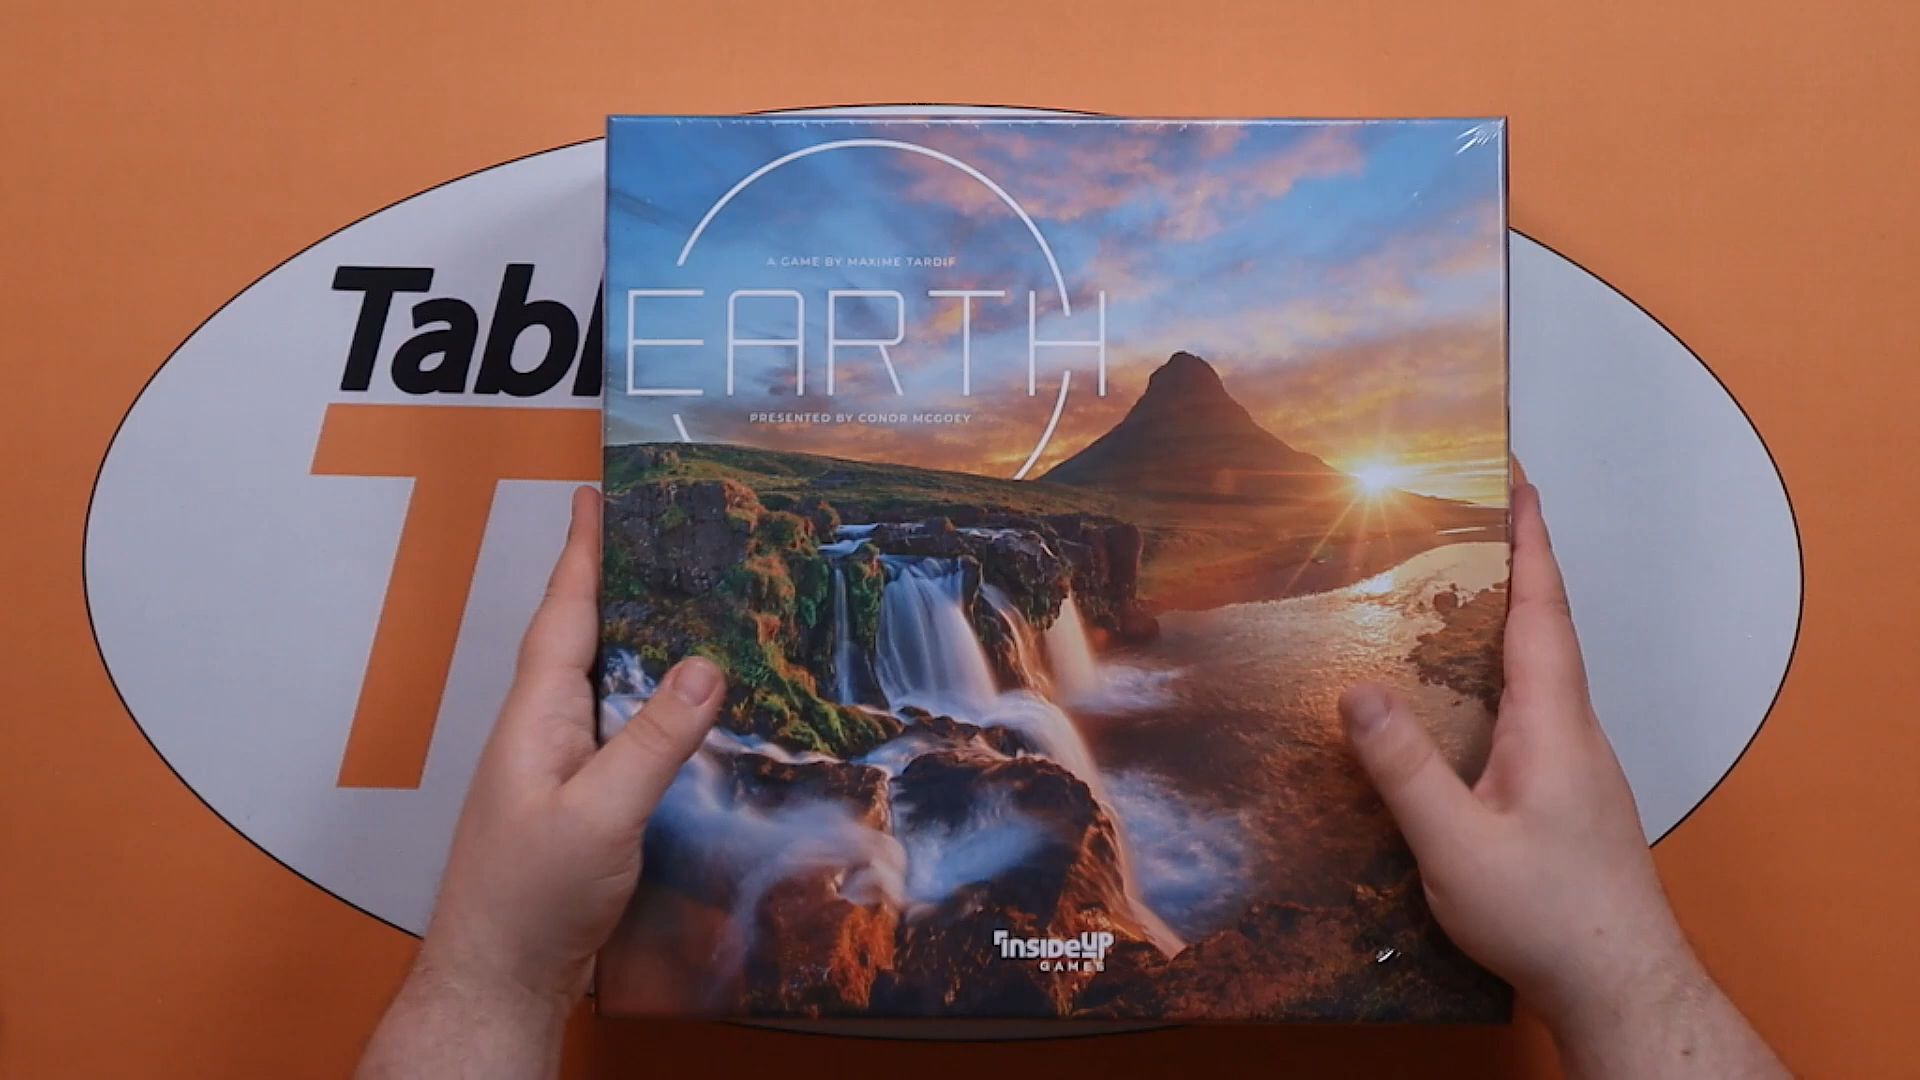 A GAME BY MAXIME TARDIF
EARTH
PRESENTED BY CONOR MCGOEY
Tabl
T
INSIDEUP
GAMES